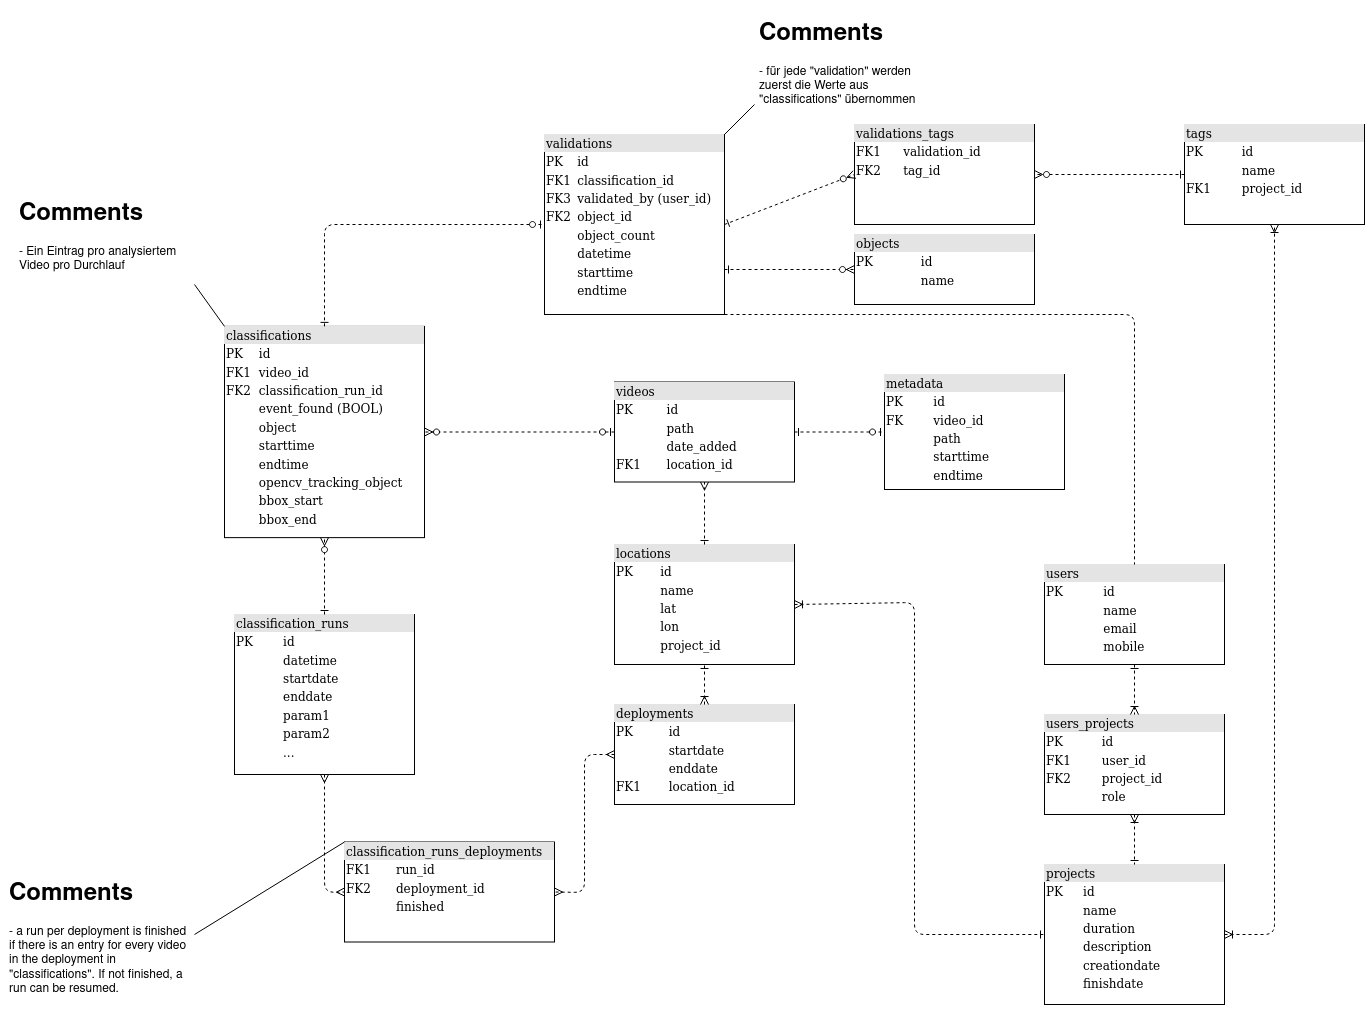 Comments
- für jede "validation" werden
zuerst die Werte aus
"classifications" übernommen
validations
PK id
FK1 classification_id
FK3 validated_by (user_id)
FK2 object_id
object_count
datetime
starttime
endtime
validations_tags
FK1 validation_id
FK2 tag_id
tags
PK id
name
FK1 project_id
objects
PK id
name
Comments
- Ein Eintrag pro analysiertem
Video pro Durchlauf
classifications
PK id
FK1 video_id
FK2 classification_run_id
event_found (BOOL)
object
starttime
endtime
opencv_tracking_object
bbox_start
bbox_end
videos
PK id
path
date_added
FK1 location_id
metadata
PK id
FK video_id
path
starttime
endtime
locations
PK id
name
lat
lon
project_id
users
PK id
name
email
mobile
classification_runs
PK id
datetime
startdate
enddate
param1
param2
...
deployments
PK id
startdate
enddate
FK1 location_id
users_projects
PK id
FK1 user_id
FK2 project_id
role
classification_runs_deployments
FK1 run_id
FK2 deployment_id
finished
projects
PK id
name
duration
description
creationdate
finishdate
Comments
- a run per deployment is finished
if there is an entry for every video
in the deployment in
"classifications". If not finished, a
run can be resumed.